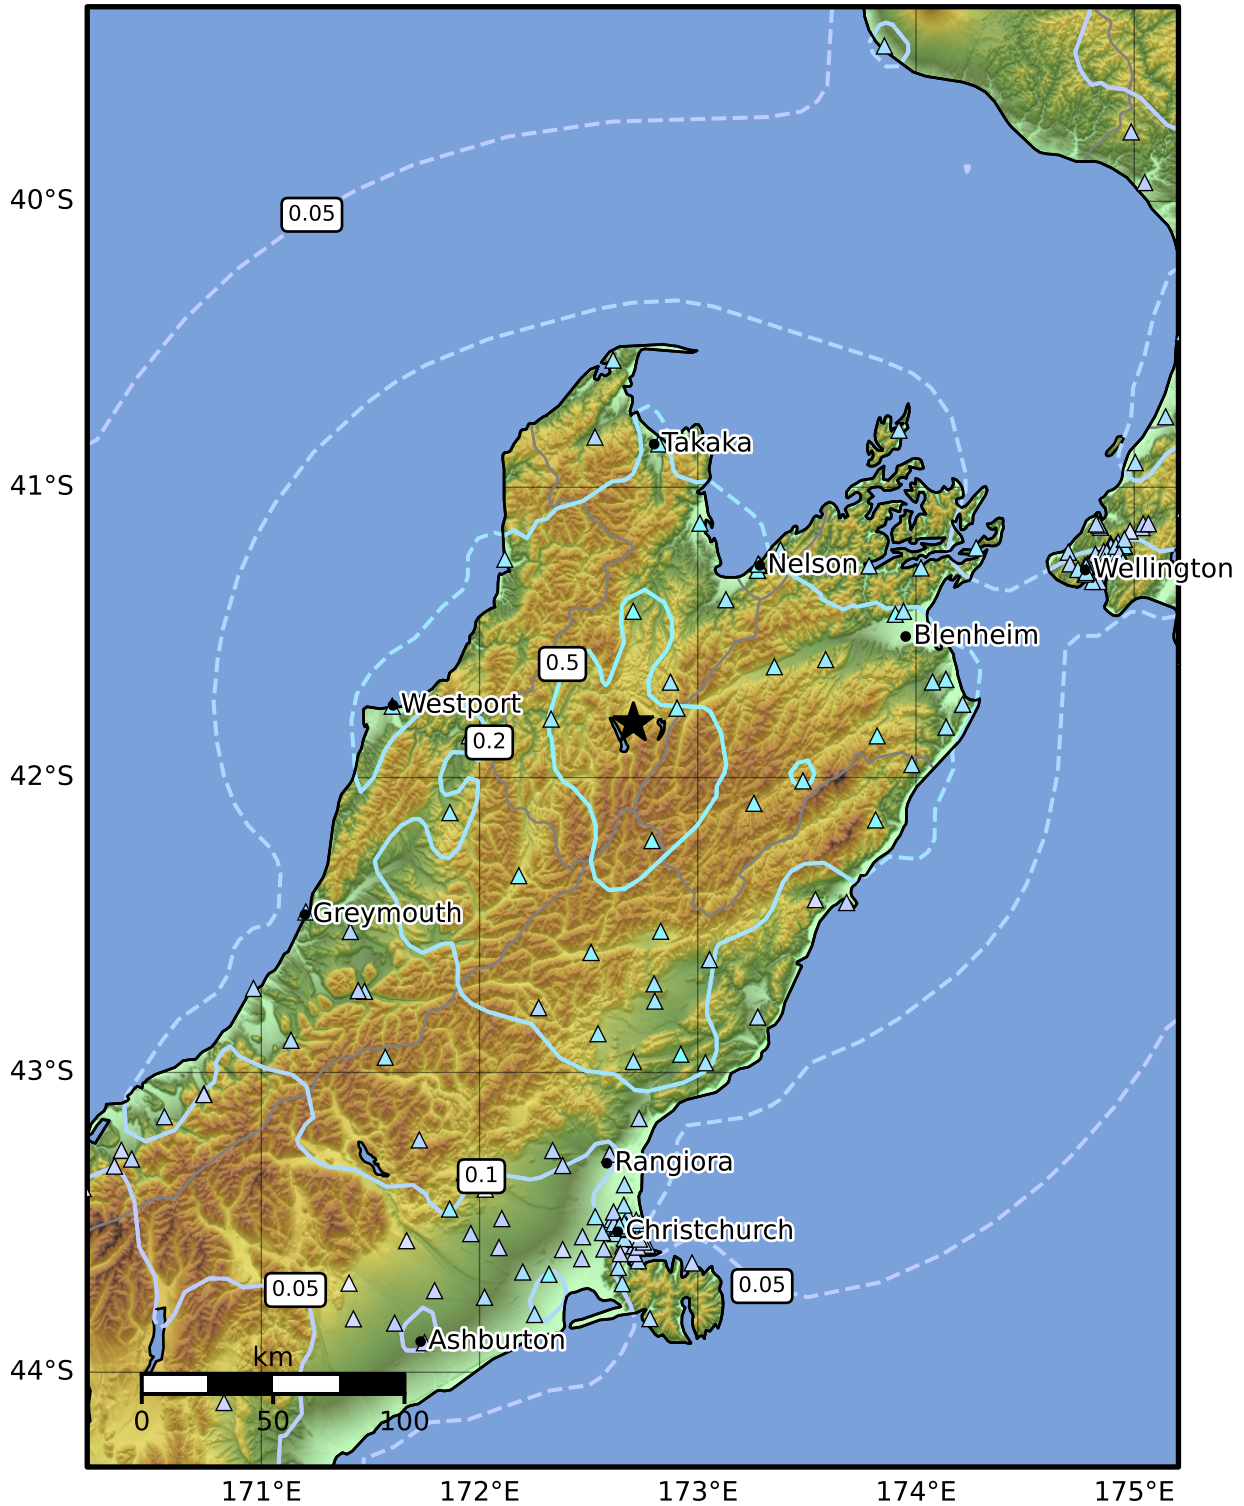 40°S
0.05
Takaka
41°S
Nelson
Wellington
Blenheim
0.5
Westport
0.2
42°S
Greymouth
43°S
Rangiora
0.1
Christchurch
0.05
0.05
Ashburton
km
44°S
0 50 100
171°E 172°E 173°E 174°E 175°E